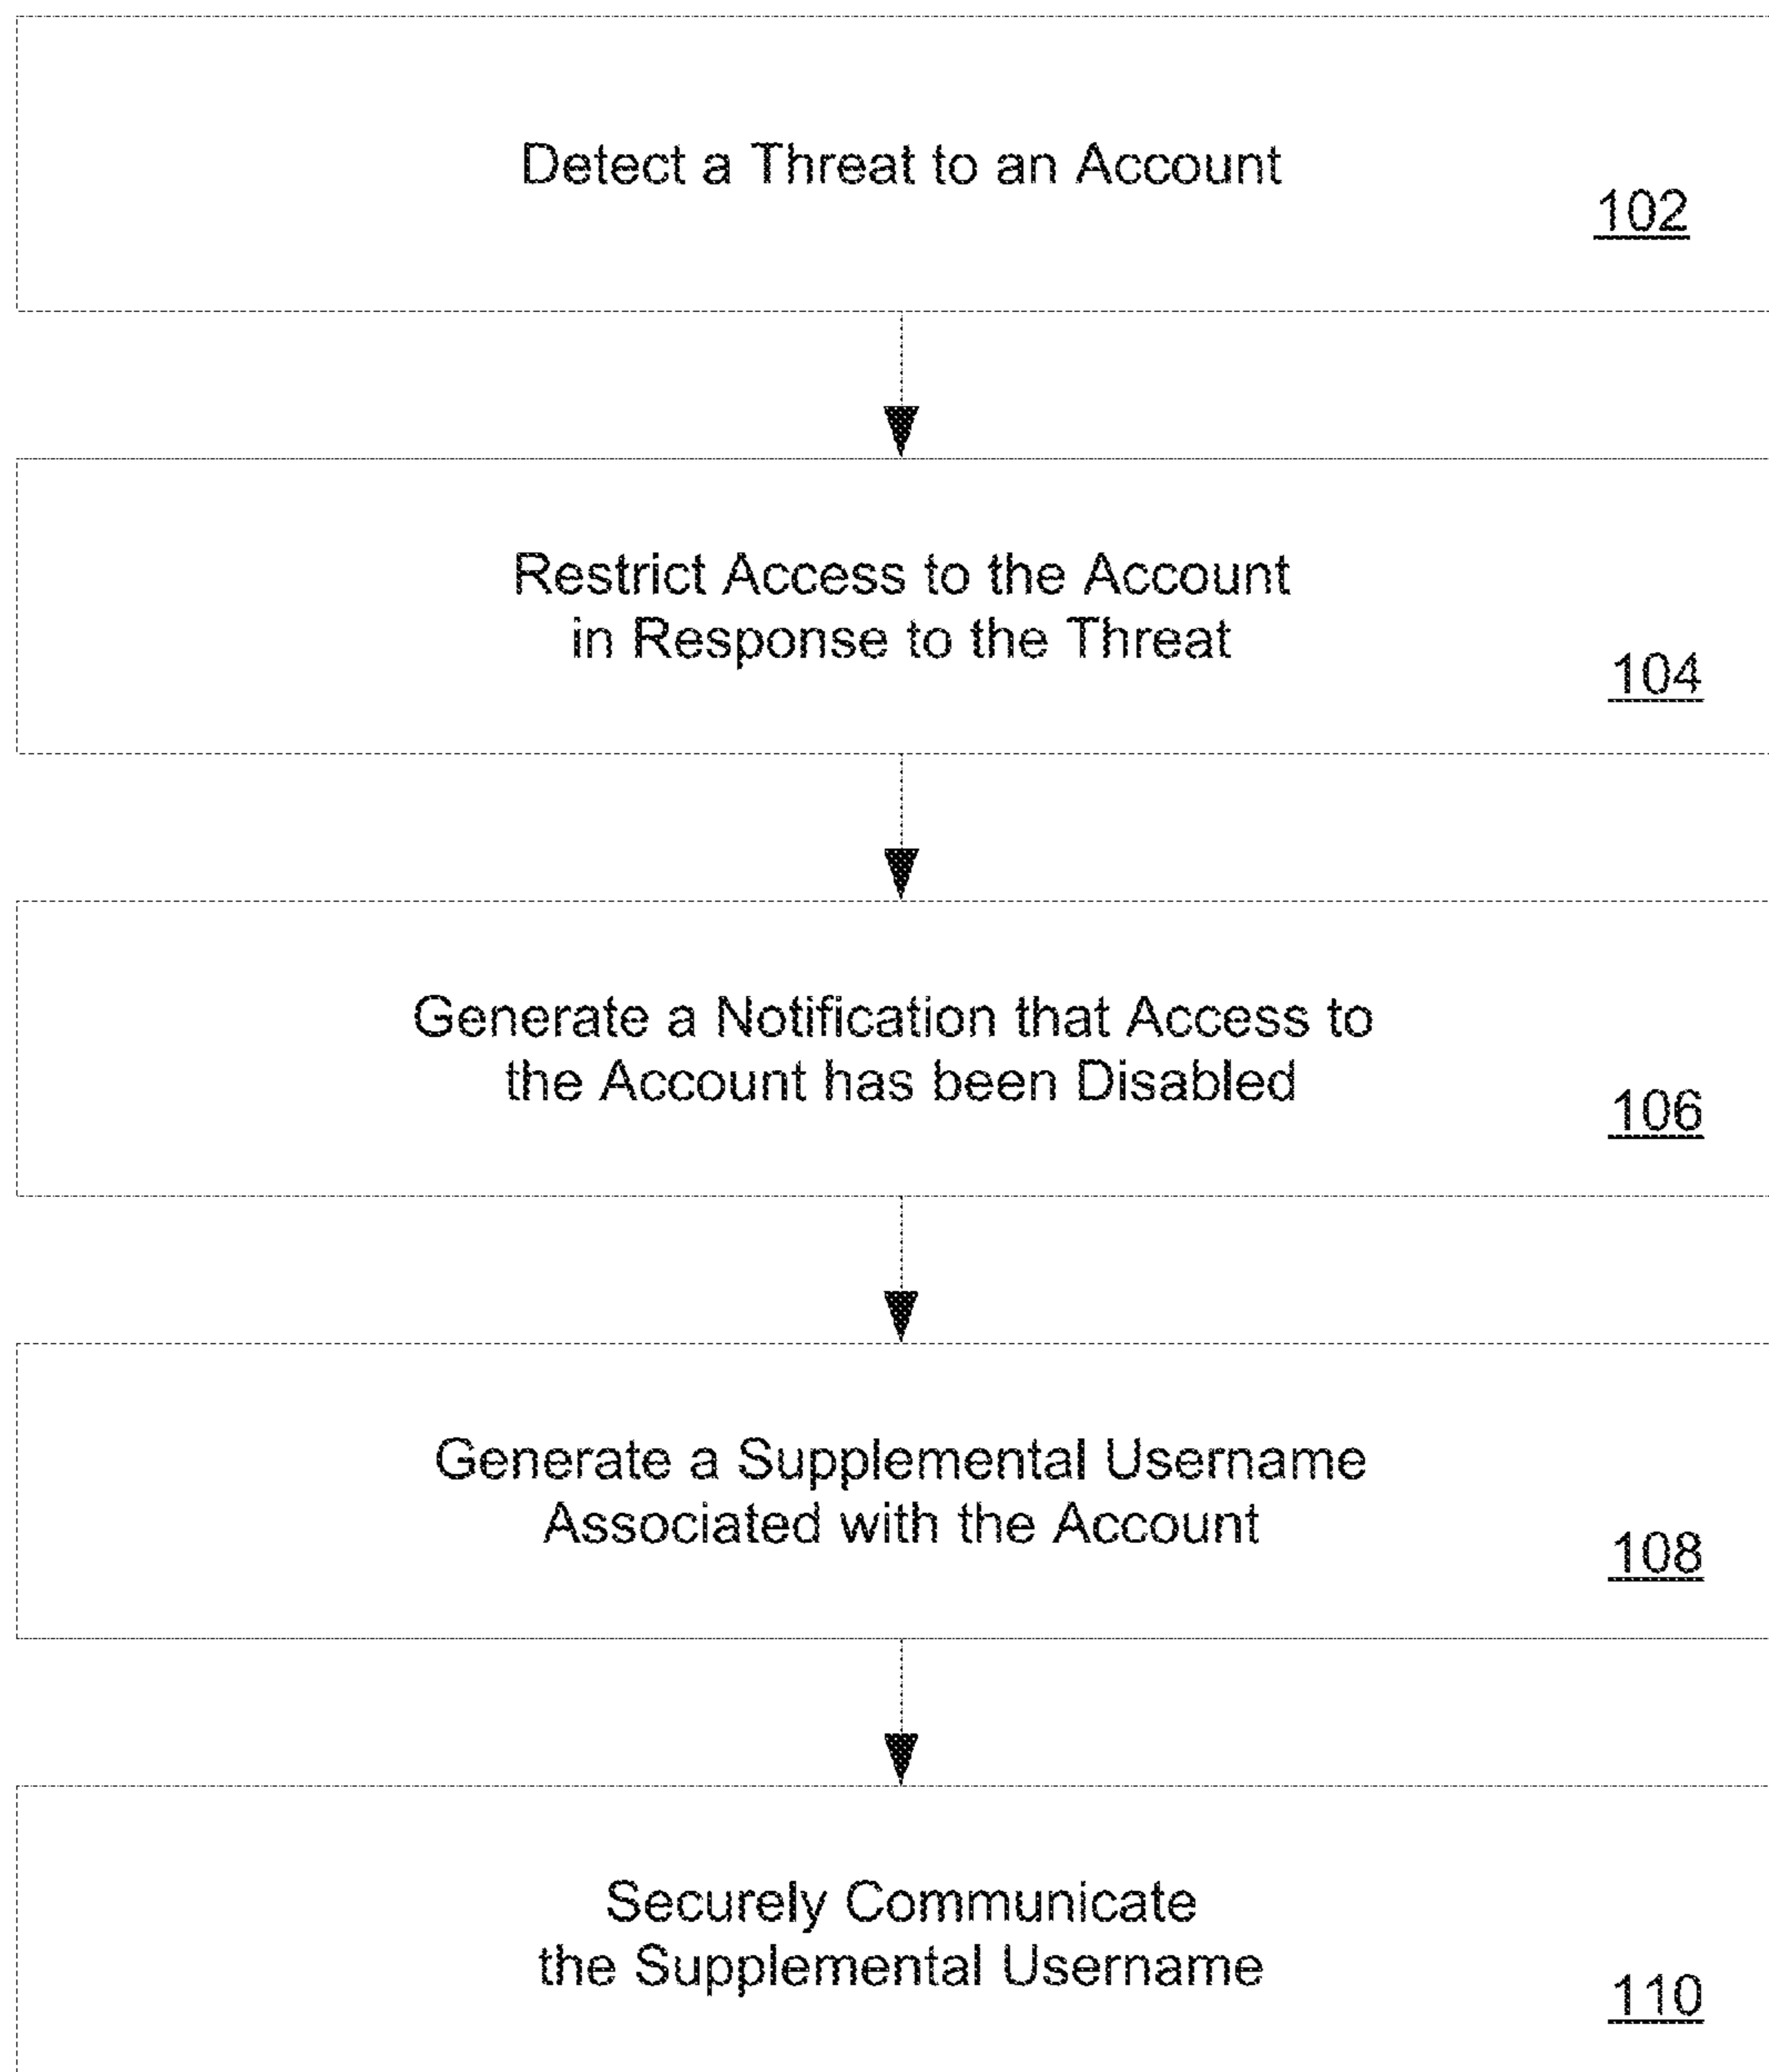 Detect a Threat to an Account
102
Restrict Access to the Account
in Response to the Threat
104
Generate a Notification that Access to
the Account has been Disabled
106
Generate a Supplemental Username
Associated with the Account
108
Securely Communicate
the Supplemental Username
110